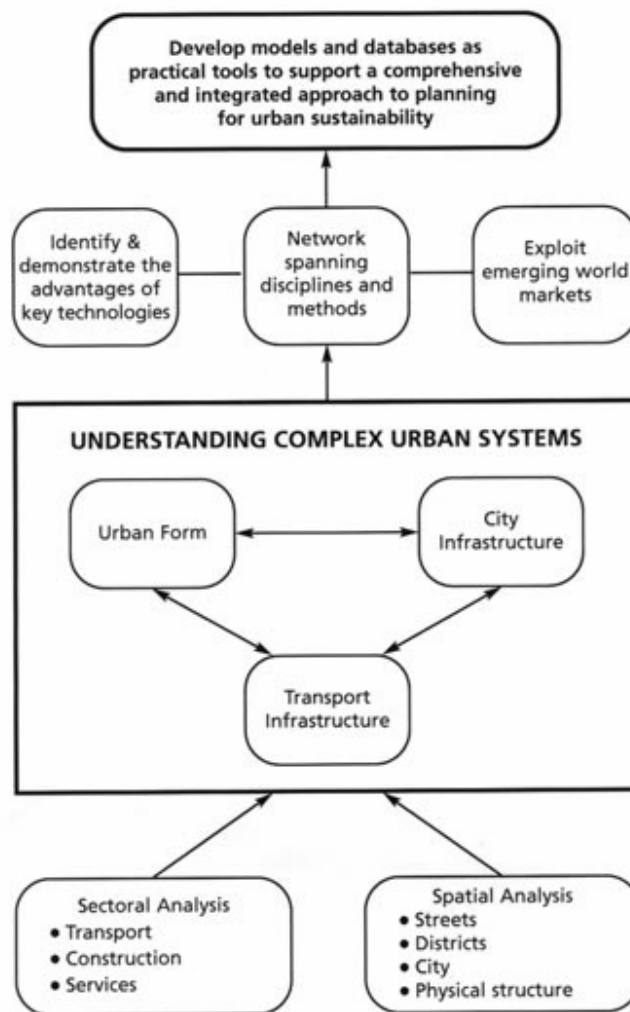 Develop models and databases as
practical tools to support a comprehensive
and integrated approach to planning
for urban sustainability
Identify &
demonstrate the
advantages of
key technologies
Network
spanning
disciplines and
methods
Exploit
emerging world
markets
UNDERSTANDING COMPLEX URBAN SYSTEMS
Urban Form
City
Infrastructure
Transport
Infrastructure
Sectoral Analysis
● Transport
● Construction
● Services
Spatial Analysis
● Streets
● Districts
● City
● Physical structure